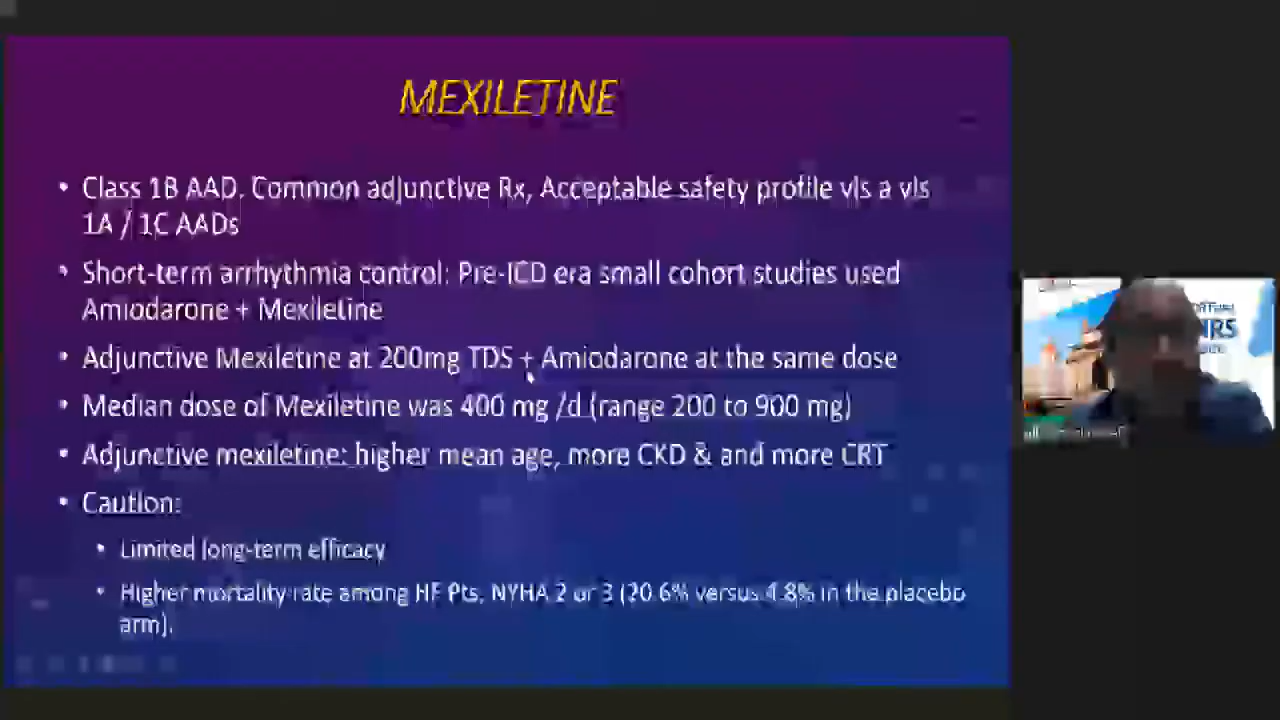 MEXILETINE
• Class 1B AAD. Common adjunctive Rx, Acceptable safety profile vis a vis
1A / 1C AADs
• Short-term arrhythmia control: Pre-ICD era small cohort studies used
Amiodarone + Mexiletine
• Adjunctive Mexiletine at 200mg TDS + Amiodarone at the same dose
• Median dose of Mexiletine was 400 mg /d (range 200 to 900 mg)
• Adjunctive mexiletine: higher mean age, more CKD & and more CRT
• Caution:
• Limited long-term efficacy
• Higher mortality rate among HF Pts, NYHA 2 or 3 (20.6% versus 4.8% in the placebo
arm).